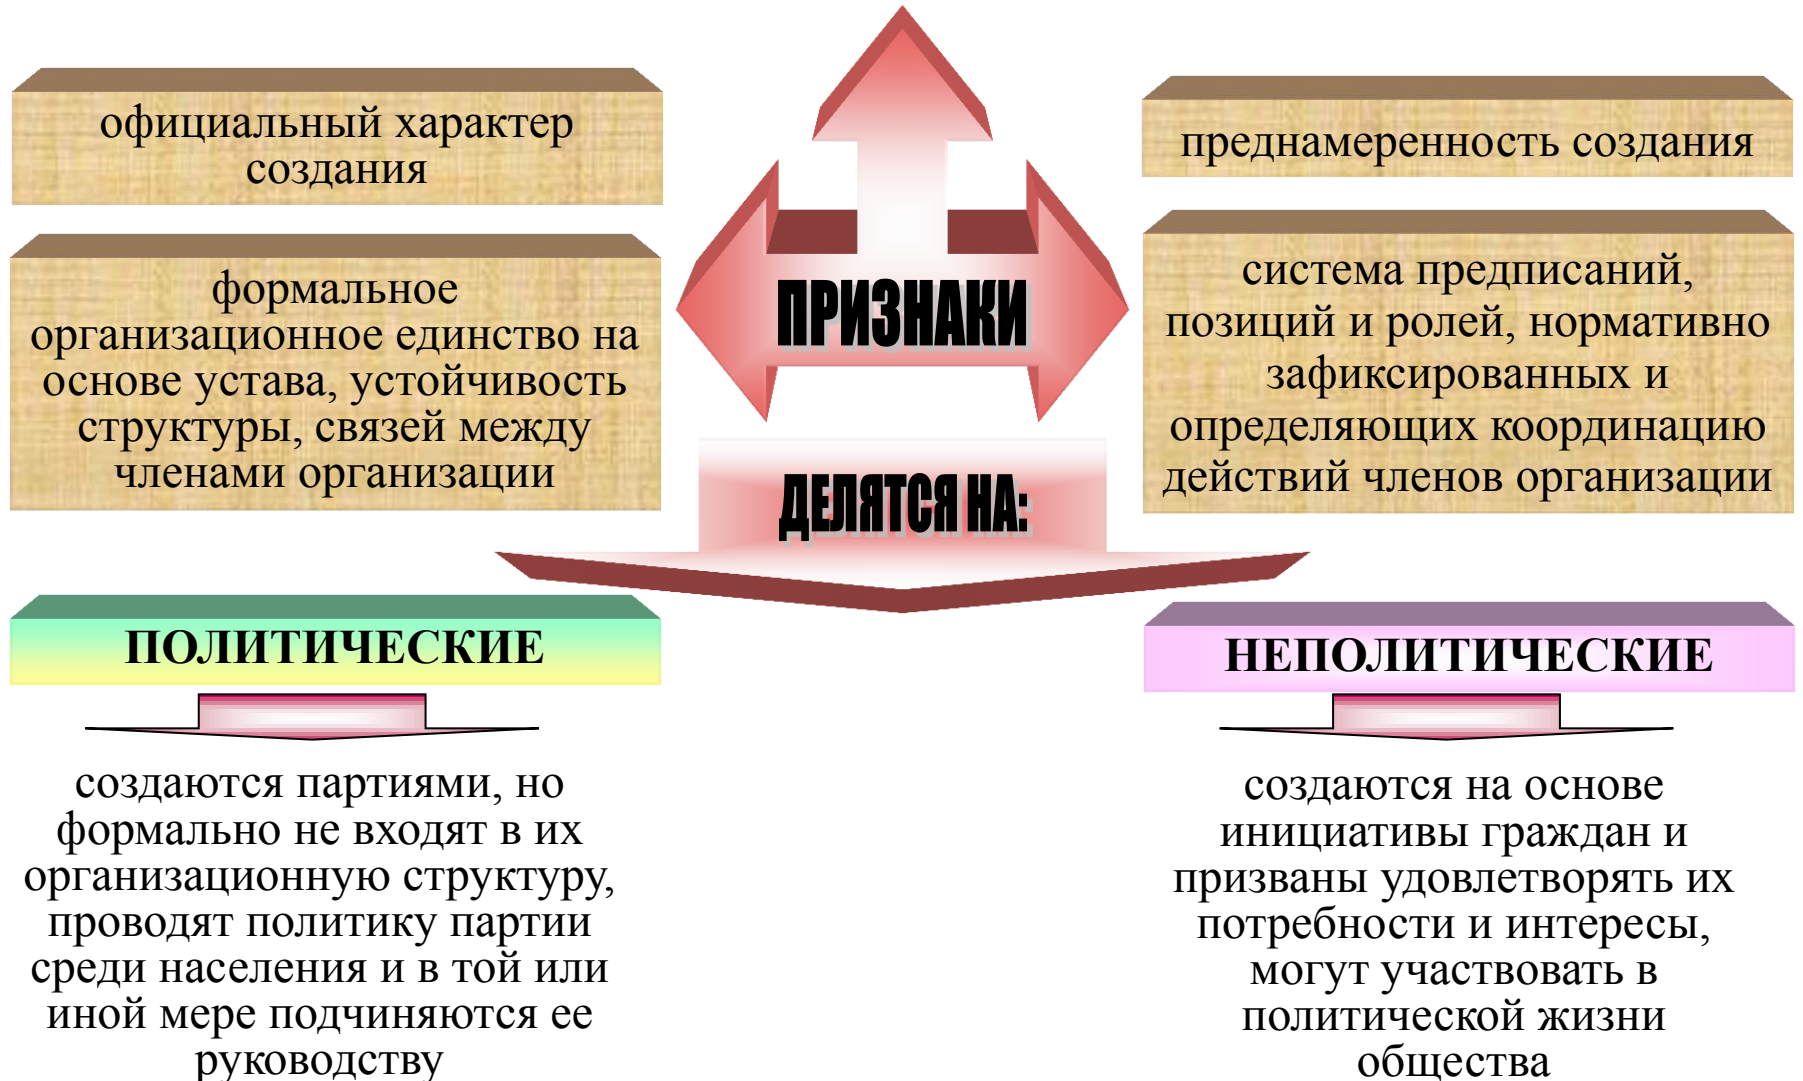 официальный характер
создания
преднамеренность создания
формальное
организационное единство на
основе устава, устойчивость
структуры, связей между
членами организации
ПРИЗНАКИ
система предписаний,
позиций и ролей, нормативно
зафиксированных и
определяющих координацию
действий членов организации
ДЕЛЯТСЯ НА:
ПОЛИТИЧЕСКИЕ
создаются партиями, но
формально не входят в их
организационную структуру,
проводят политику партии
среди населения и в той или
иной мере подчиняются ее
руководству
НЕПОЛИТИЧЕСКИЕ
создаются на основе
инициативы граждан и
призваны удовлетворять их
потребности и интересы,
могут участвовать в
политической жизни
общества